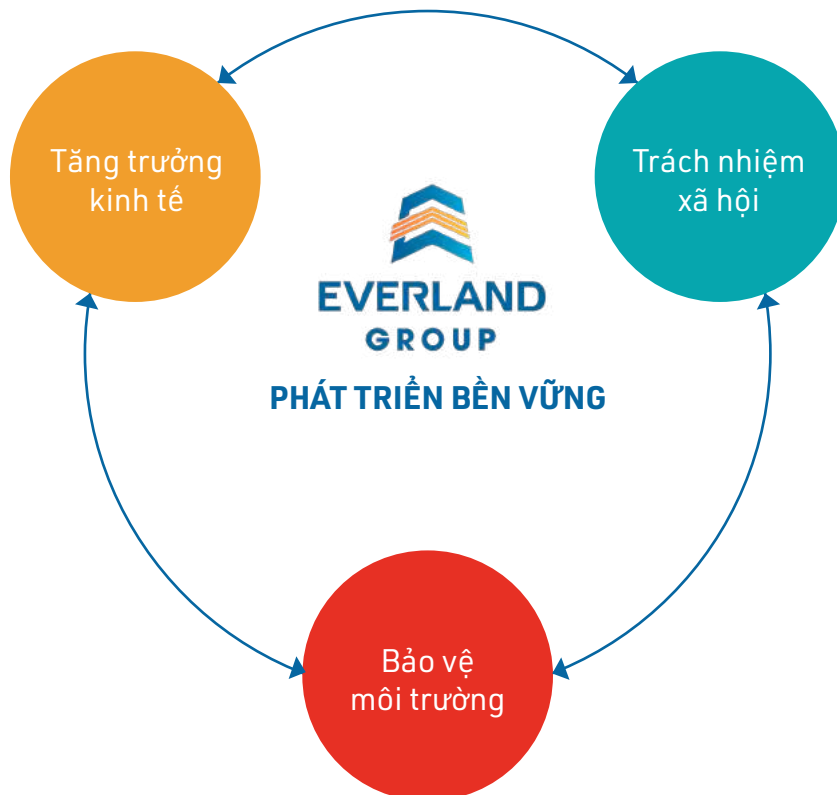 Tăng trưởng
kinh tế
Trách nhiệm
xã hội
EVERLAND
GROUP
PHÁT TRIỂN BỀN VỮNG
Bảo vệ
môi trường